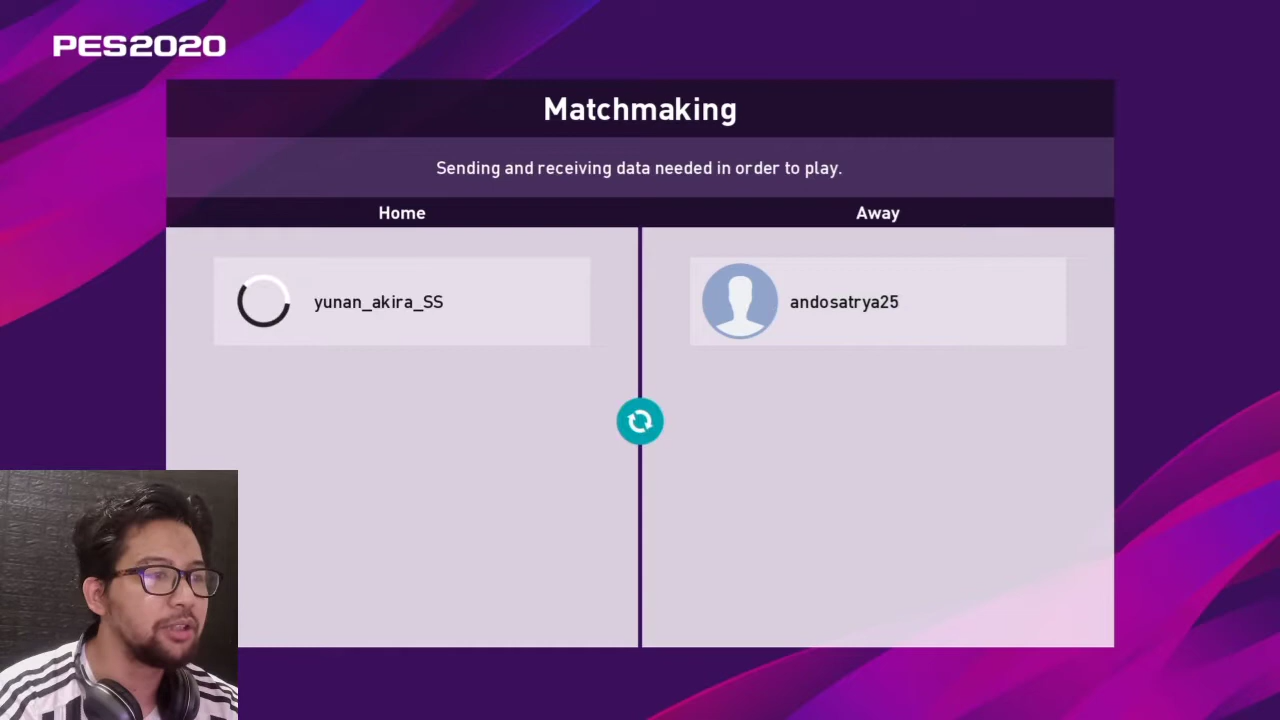 PES2020
Matchmaking
Sending and receiving data needed in order to play.
Home
Away
yunan_akira_SS
andosatrya25